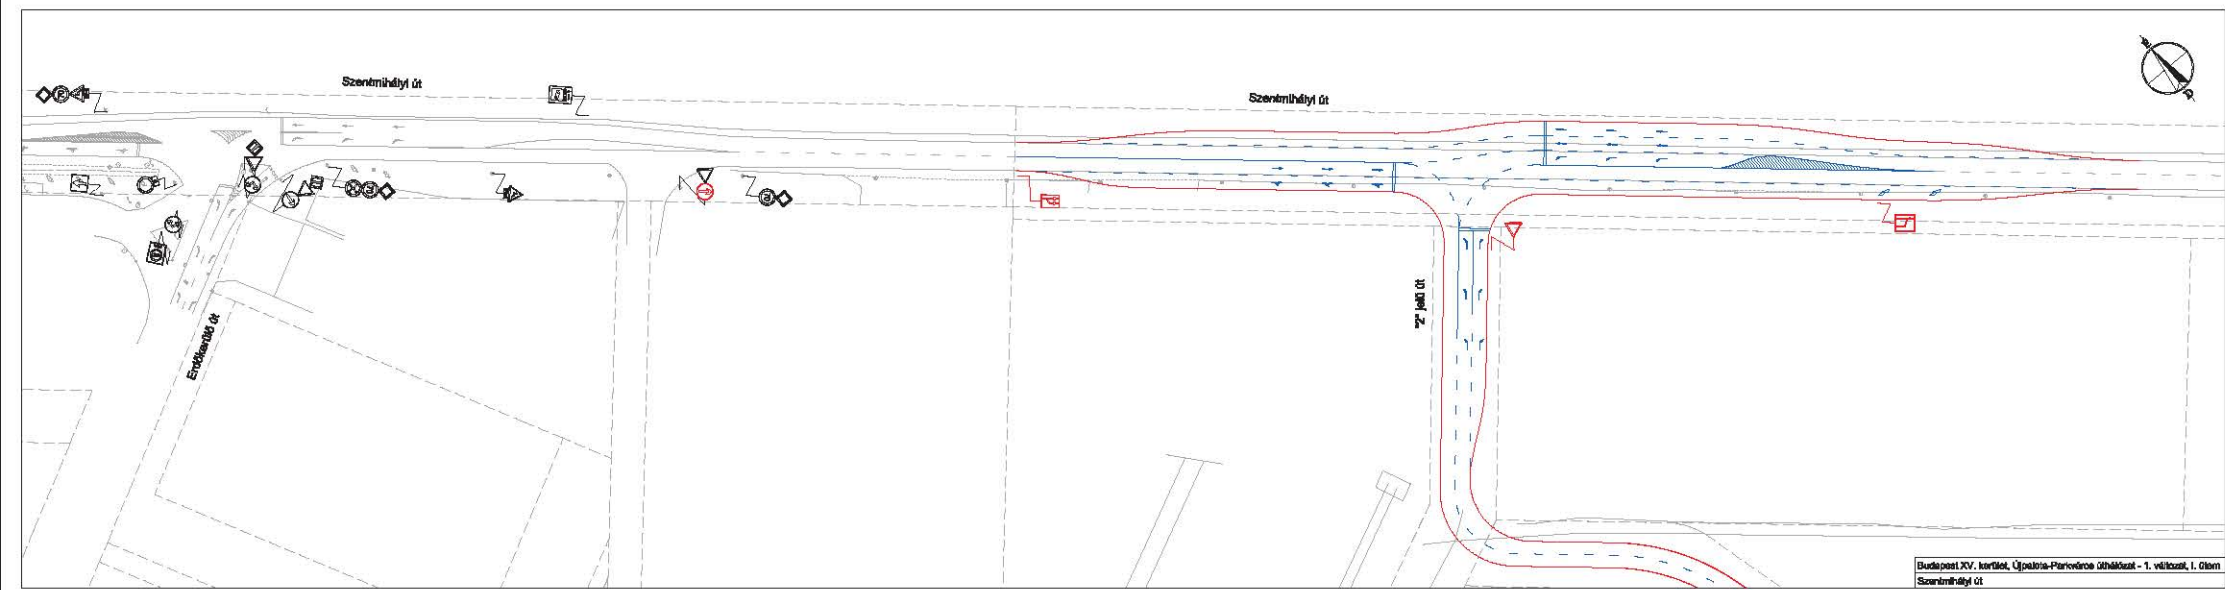 Szentmihályi út
Szentmihályi út
Erdőkerülő út
"2" jelű út
Budapest XV. kerület, Újpalota-Parkváros úthálózat - 1. változat, I. ütem
Szentmihályi út